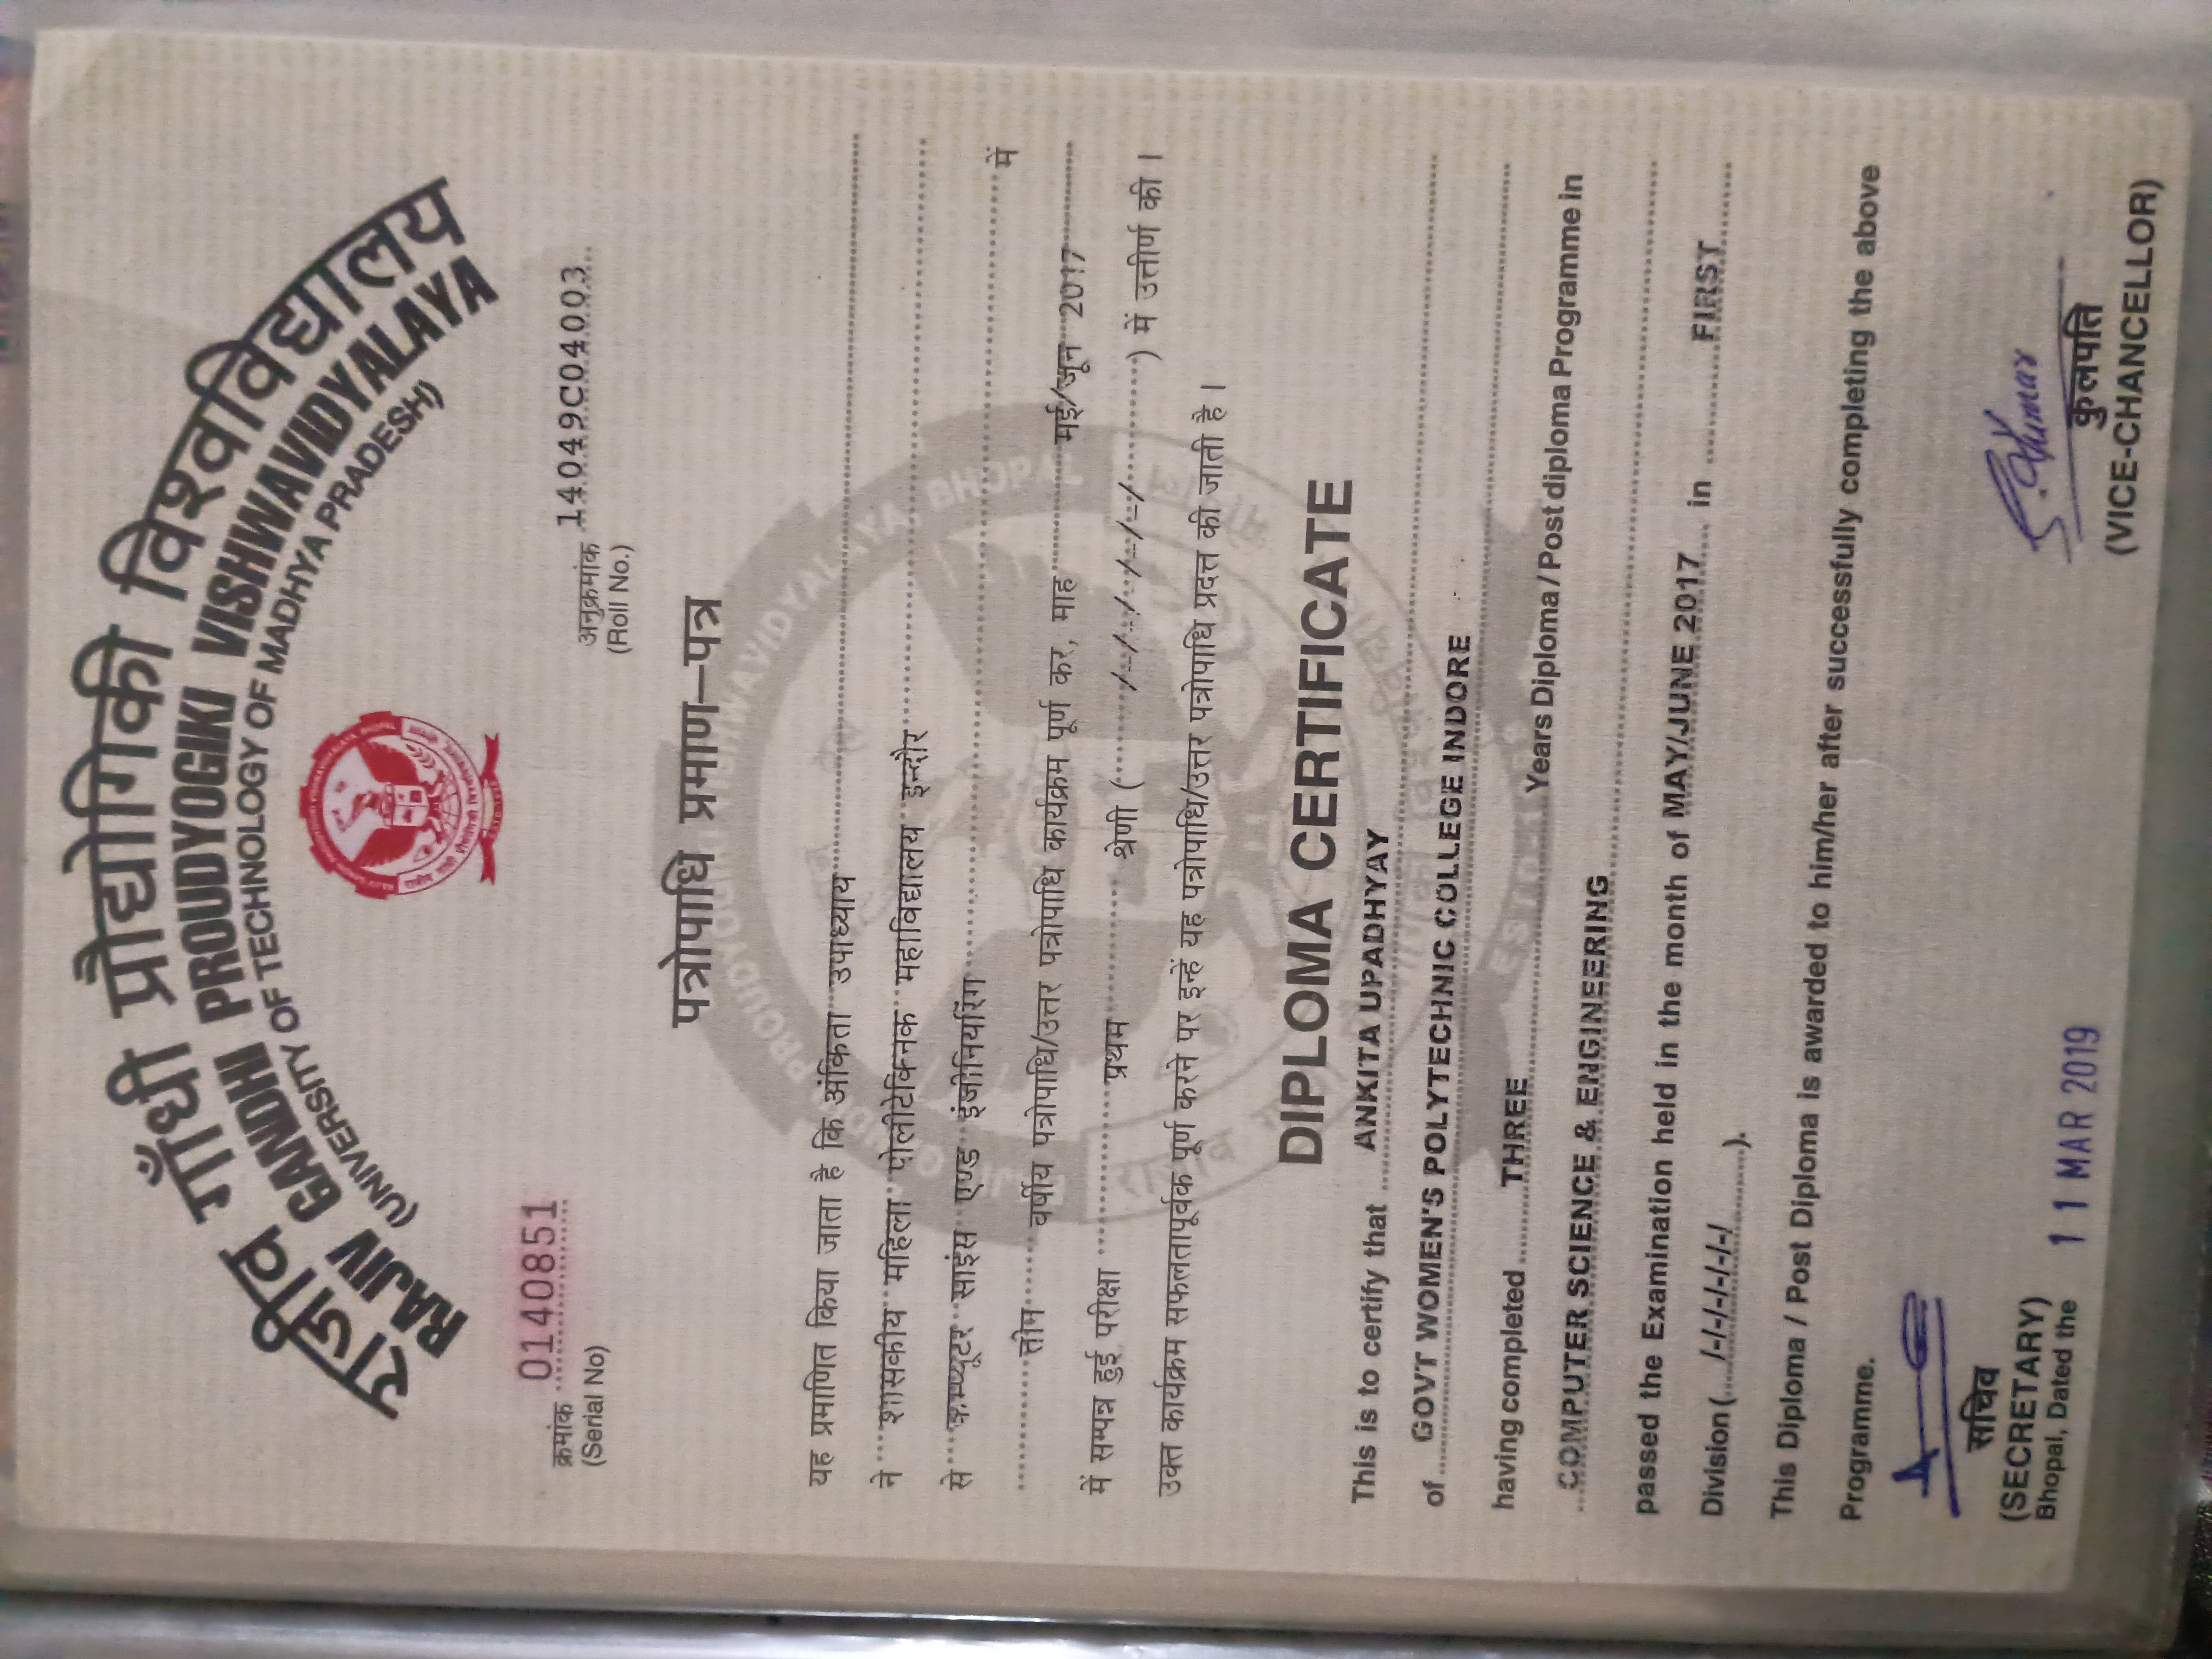 राजीव गाँधी प्रौद्योगिकी विश्वविद्यालय
RAJIV GANDHI PROUDYOGIKI VISHWAVIDYALAYA
(UNIVERSITY OF TECHNOLOGY OF MADHYA PRADESH)
क्रमांक 01408 51
(Serial No)
अनुक्रमांक 14049C04003
(Roll No.)
पत्रोपाधि प्रमाण–पत्र
यह प्रमाणित किया जाता है कि अंकिता उपाध्याय
ने शासकीय महिला पोलीटेक्निक महाविद्यालय इन्दौर
से कम्प्यूटर साइंस एण्ड इंजीनियरिंग में
तीन वर्षीय पत्रोपाधि/उत्तर पत्रोपाधि कार्यक्रम पूर्ण कर, माह मई/जून 2017
में सम्पन्न हुई परीक्षा प्रथम श्रेणी ( /-/-/-/-/-/-/ ) में उत्तीर्ण की ।
उक्त कार्यक्रम सफलतापूर्वक पूर्ण करने पर इन्हें यह पत्रोपाधि/उत्तर पत्रोपाधि प्रदत्त की जाती है ।
DIPLOMA CERTIFICATE
This is to certify that ANKITA UPADHYAY
of GOVT WOMEN'S POLYTECHNIC COLLEGE INDORE
having completed THREE Years Diploma / Post diploma Programme in
COMPUTER SCIENCE & ENGINEERING
passed the Examination held in the month of MAY/JUNE 2017 in FIRST
Division ( /-/-/-/-/-/-/ ).
This Diploma / Post Diploma is awarded to him/her after successfully completing the above
Programme.
सचिव
(SECRETARY)
Bhopal, Dated the 11 MAR 2019
S. Kumar
कुलपति
(VICE-CHANCELLOR)